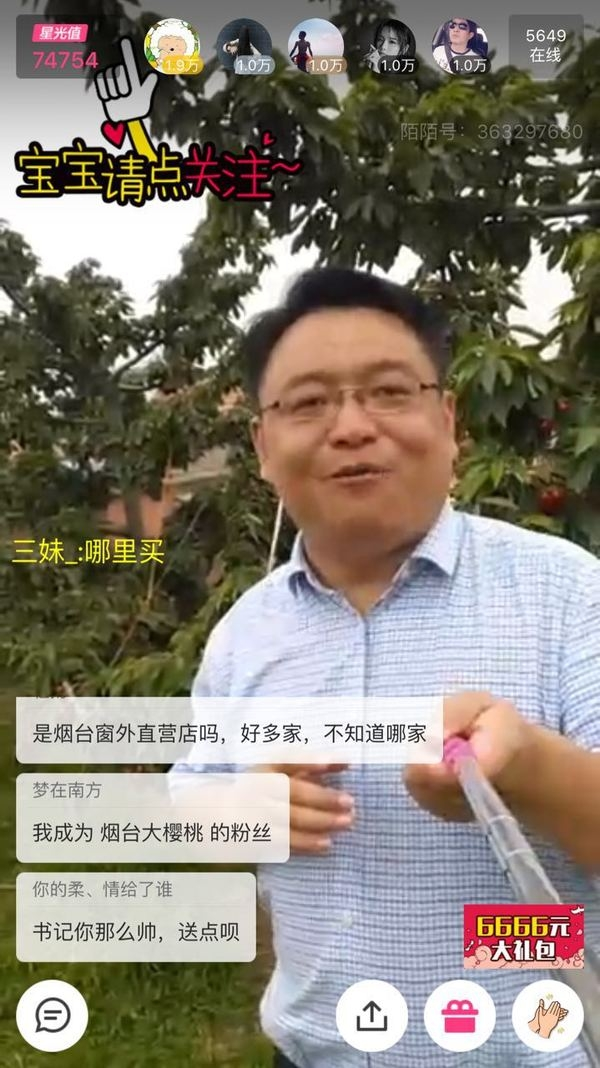 星光值
74754
1.9万
1.0万
1.0万
1.0万
1.0万
5649
在线
陌陌号：363297680
宝宝请点关注~
三妹_:哪里买
是烟台窗外直营店吗，好多家，不知道哪家
梦在南方
我成为 烟台大樱桃 的粉丝
你的柔、情给了谁
书记你那么帅，送点呗
6666元
大礼包